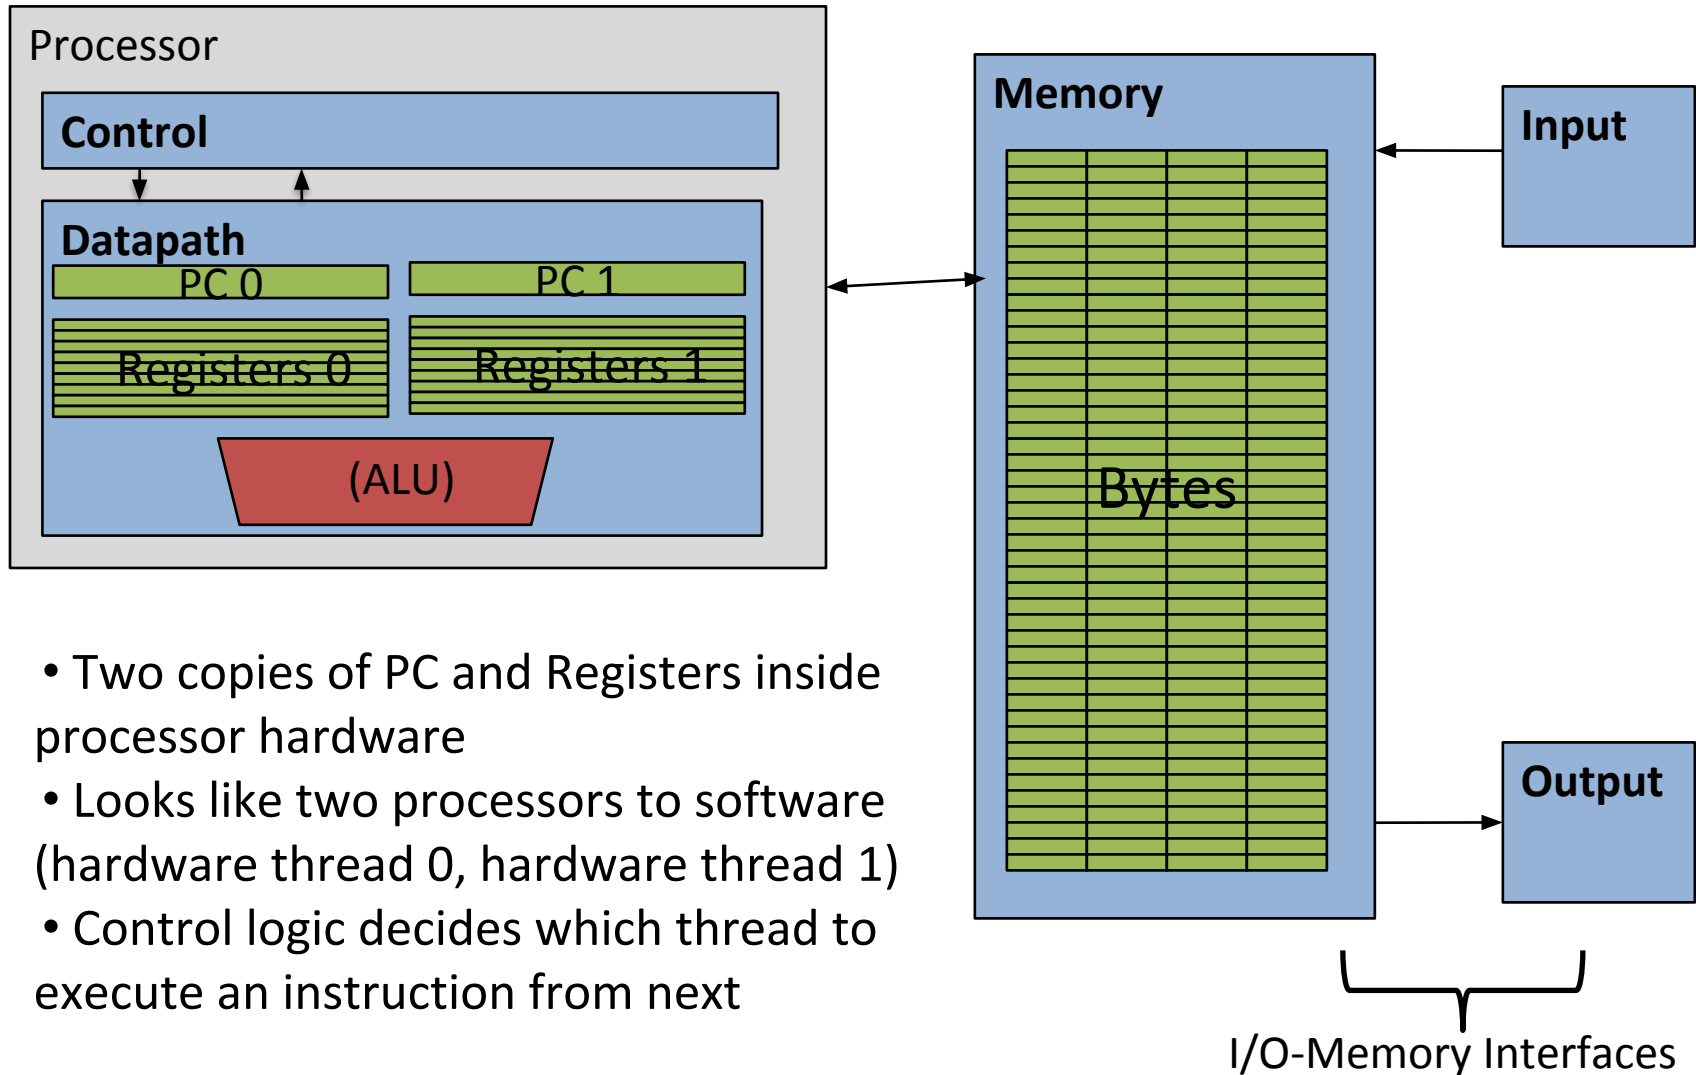 Processor
Control
Datapath
PC 0
PC 1
Registers 0
Registers 1
(ALU)
Memory
Bytes
Input
Output
I/O-Memory Interfaces
• Two copies of PC and Registers inside
processor hardware
• Looks like two processors to software
(hardware thread 0, hardware thread 1)
• Control logic decides which thread to
execute an instruction from next